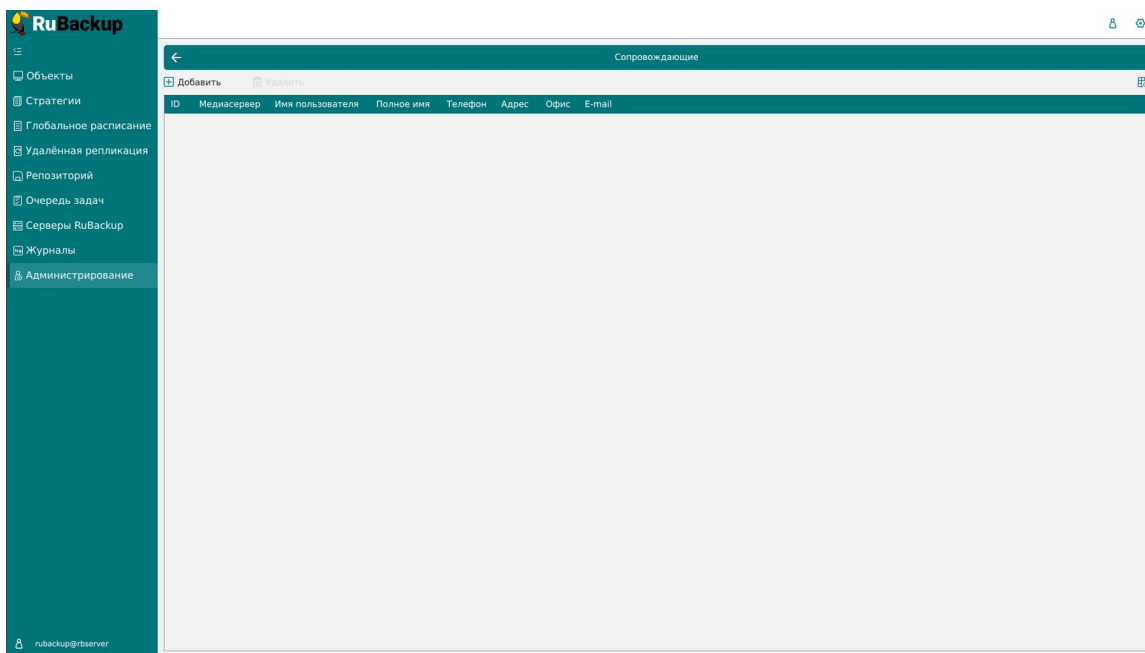 RuBackup
Сопровождающие
Объекты
Стратегии
Глобальное расписание
Удалённая репликация
Репозиторий
Очередь задач
Серверы RuBackup
Журналы
Администрирование
Добавить Удалить
ID Медиасервер Имя пользователя Полное имя Телефон Адрес Офис E-mail
rubackup@rbserver